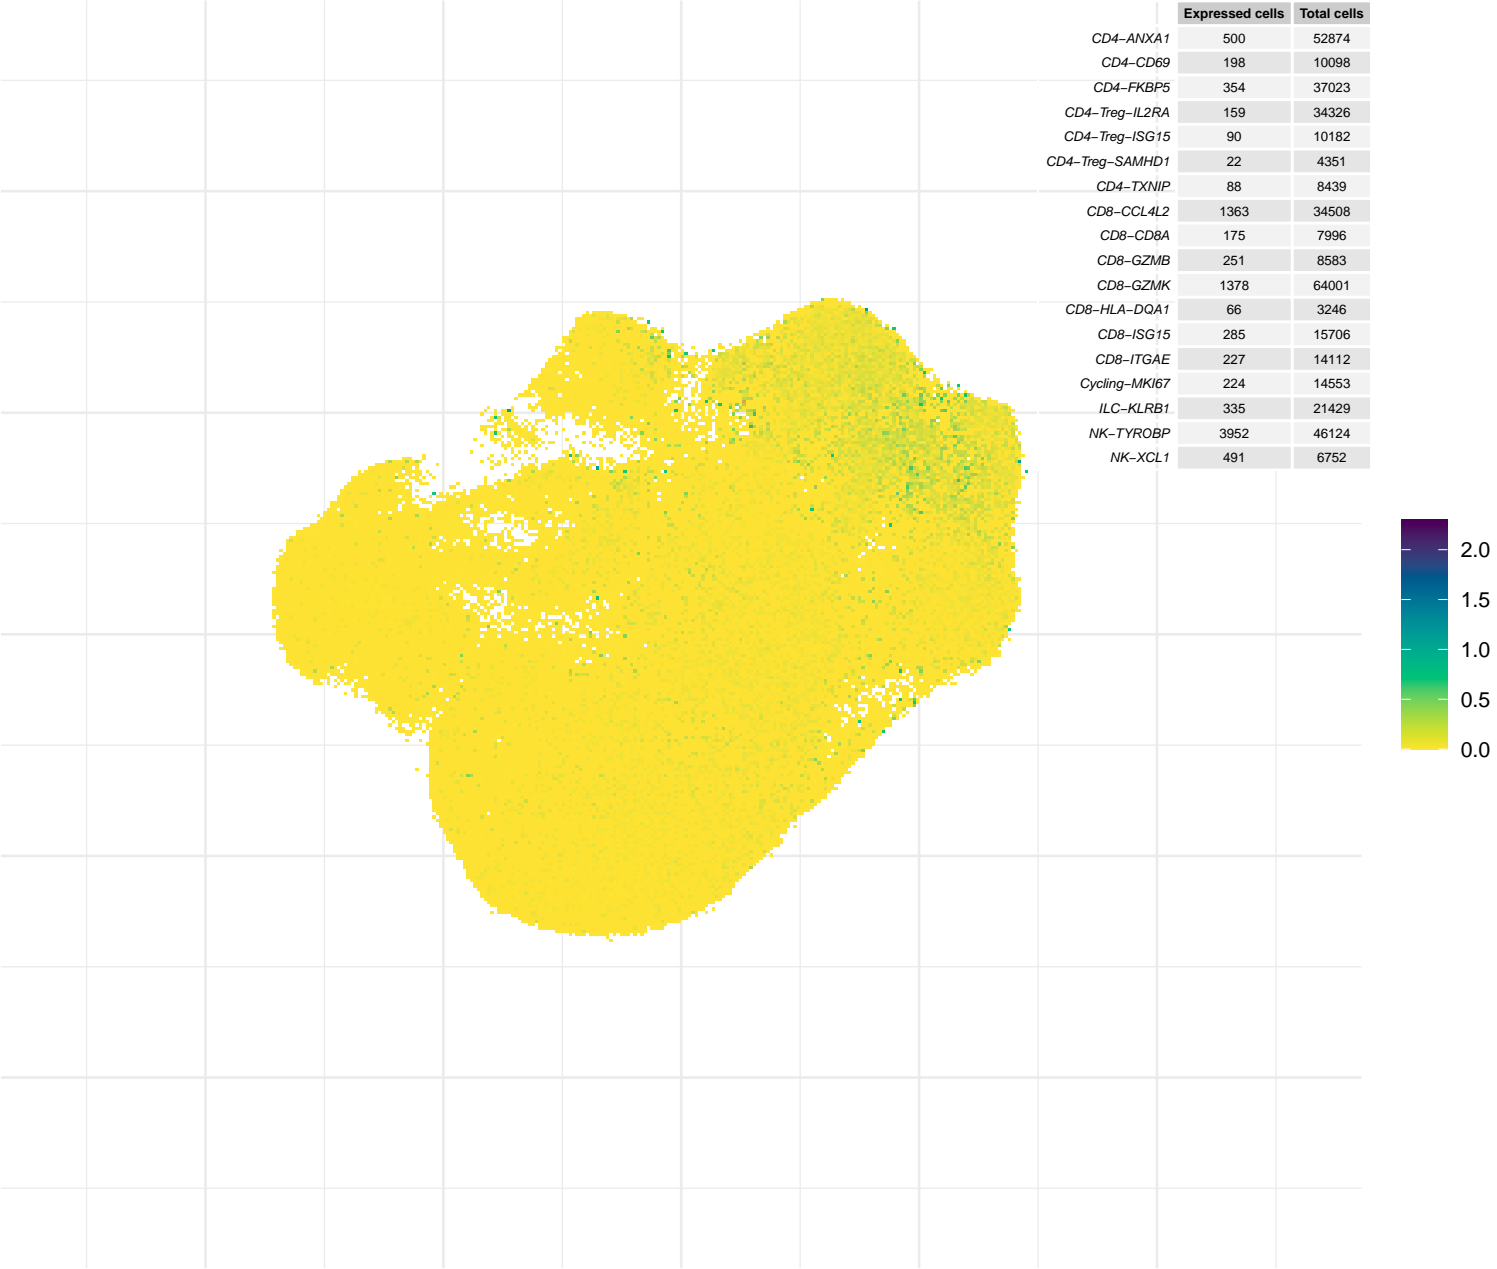 Expressed cells Total cells
CD4−ANXA1 500 52874
CD4−CD69 198 10098
CD4−FKBP5 354 37023
CD4−Treg−IL2RA 159 34326
CD4−Treg−ISG15 90 10182
CD4−Treg−SAMHD1 22 4351
CD4−TXNIP 88 8439
CD8−CCL4L2 1363 34508
CD8−CD8A 175 7996
CD8−GZMB 251 8583
CD8−GZMK 1378 64001
CD8−HLA−DQA1 66 3246
CD8−ISG15 285 15706
CD8−ITGAE 227 14112
Cycling−MKI67 224 14553
ILC−KLRB1 335 21429
NK−TYROBP 3952 46124
NK−XCL1 491 6752
2.0
1.5
1.0
0.5
0.0